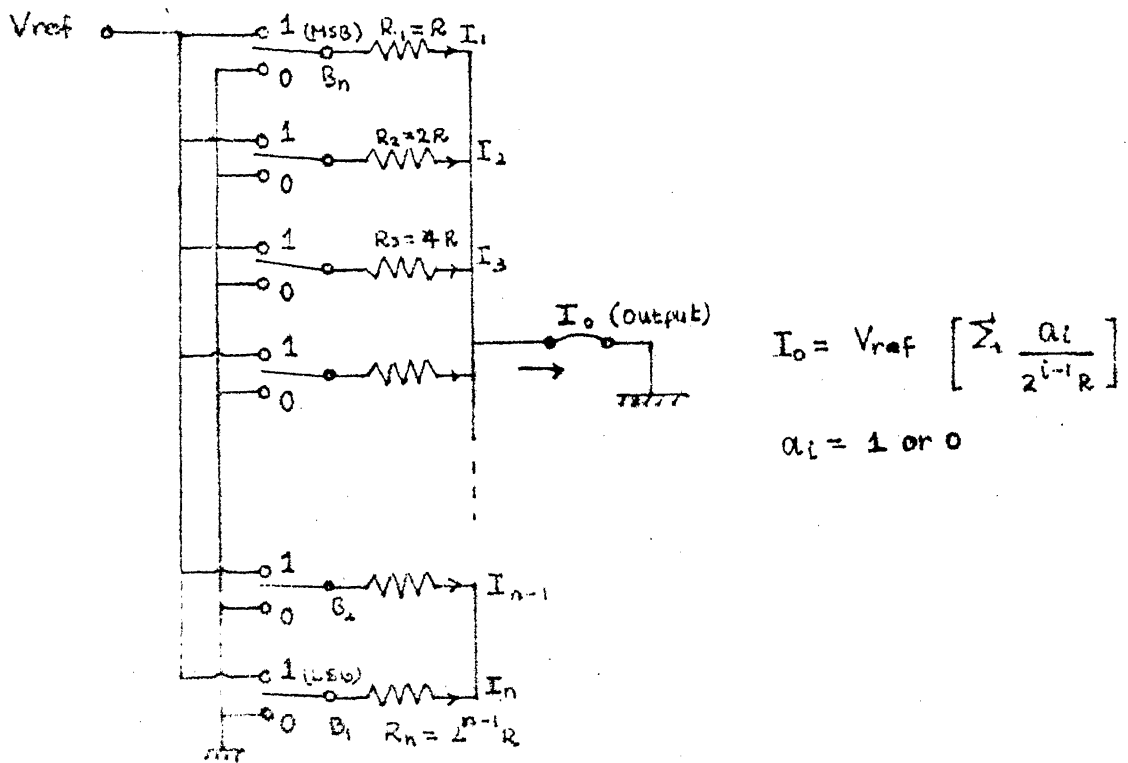 Vref
1 (MSB) R₁ = R I₁
0 Bn
1 R₂ = 2R I₂
0
1 R₃ = 4R I₃
0
I₀ (output)
1
0
I₀ = Vref [ Σ aᵢ / 2^(i-1) R ]
aᵢ = 1 or 0
1 Iₙ₋₁
0 B₂
1 (LSB) Iₙ
0 B₁ Rₙ = 2^(n-1) R